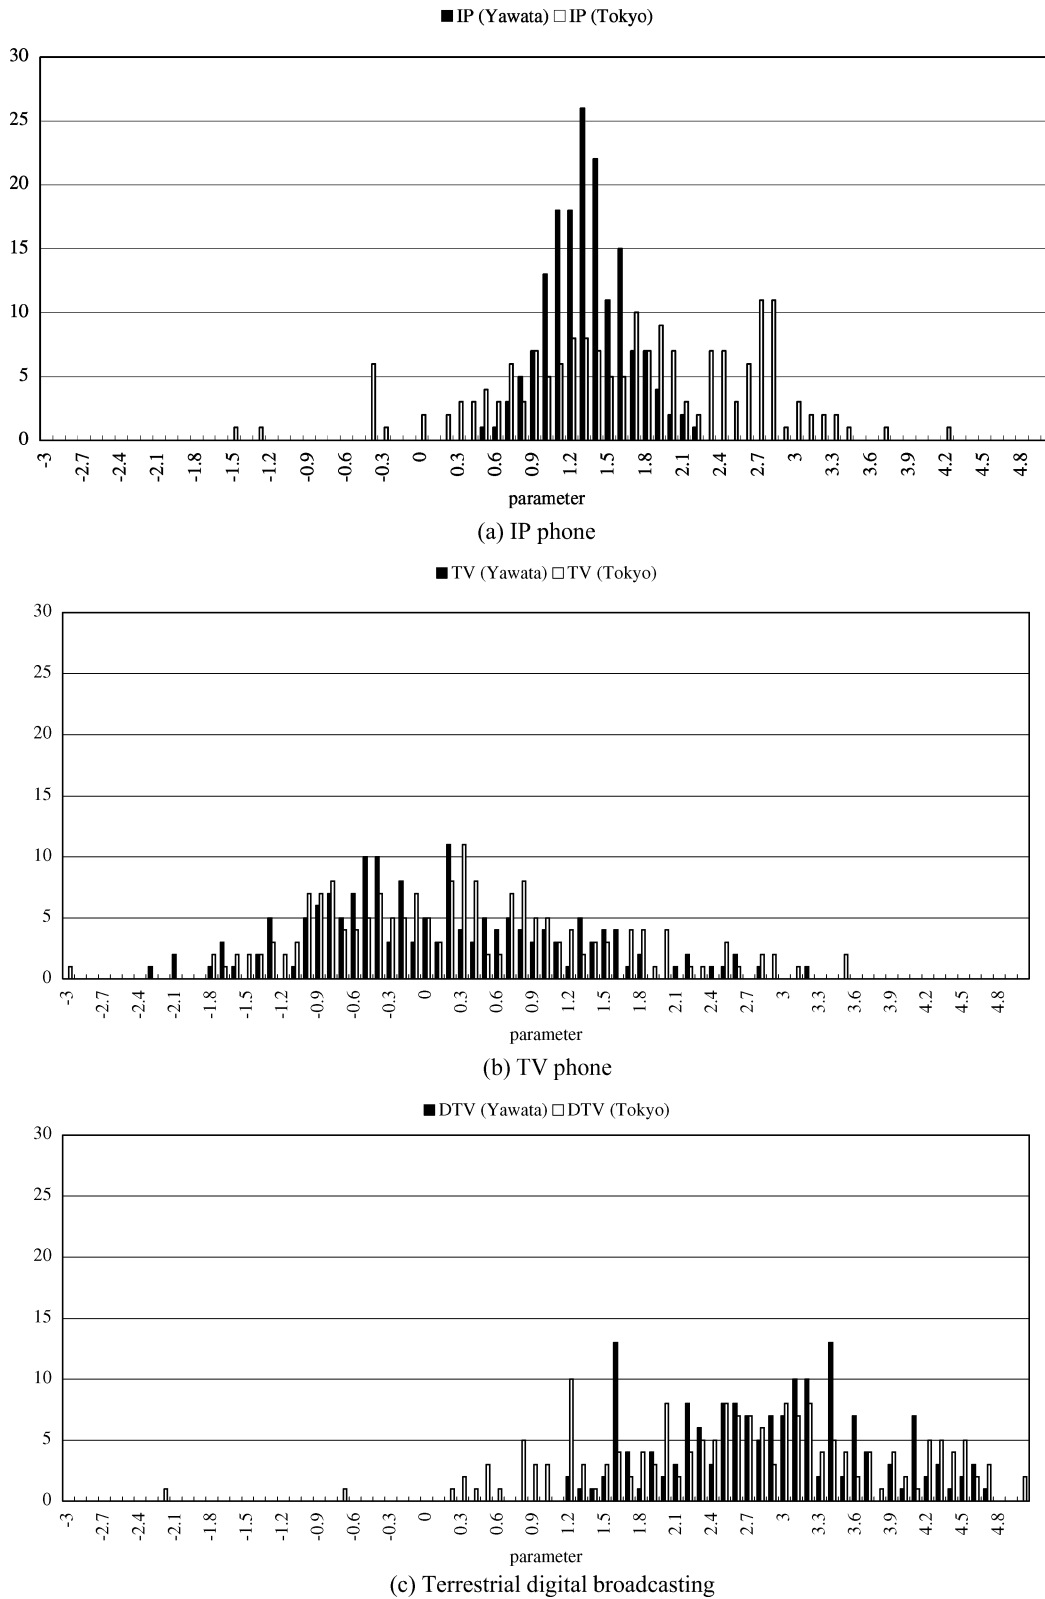 ■ IP (Yawata) □ IP (Tokyo)
30
25
20
15
10
5
0
-3 -2.7 -2.4 -2.1 -1.8 -1.5 -1.2 -0.9 -0.6 -0.3 0 0.3 0.6 0.9 1.2 1.5 1.8 2.1 2.4 2.7 3 3.3 3.6 3.9 4.2 4.5 4.8
parameter
(a) IP phone
■ TV (Yawata) □ TV (Tokyo)
30
25
20
15
10
5
0
-3 -2.7 -2.4 -2.1 -1.8 -1.5 -1.2 -0.9 -0.6 -0.3 0 0.3 0.6 0.9 1.2 1.5 1.8 2.1 2.4 2.7 3 3.3 3.6 3.9 4.2 4.5 4.8
parameter
(b) TV phone
■ DTV (Yawata) □ DTV (Tokyo)
30
25
20
15
10
5
0
-3 -2.7 -2.4 -2.1 -1.8 -1.5 -1.2 -0.9 -0.6 -0.3 0 0.3 0.6 0.9 1.2 1.5 1.8 2.1 2.4 2.7 3 3.3 3.6 3.9 4.2 4.5 4.8
parameter
(c) Terrestrial digital broadcasting